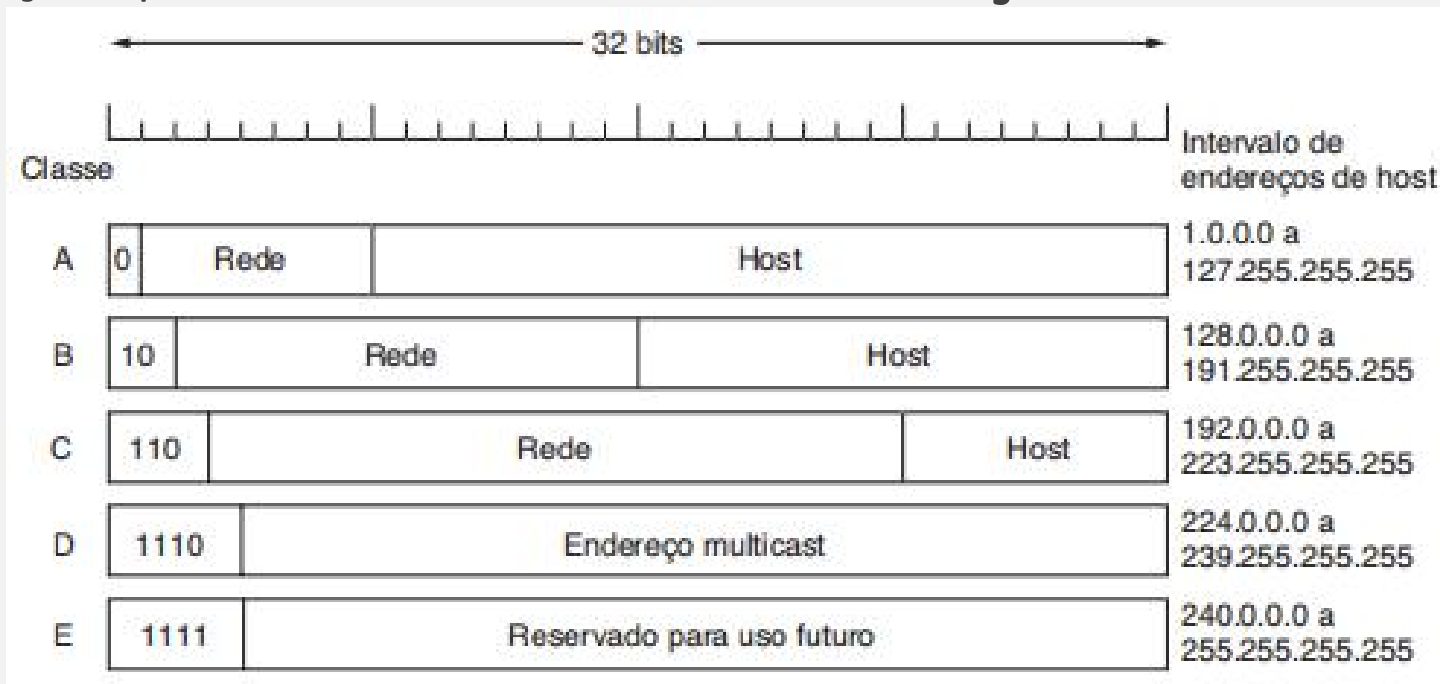 32 bits
Classe
Intervalo de
endereços de host
A 0 Rede Host 1.0.0.0 a
127.255.255.255
B 10 Rede Host 128.0.0.0 a
191.255.255.255
C 110 Rede Host 192.0.0.0 a
223.255.255.255
D 1110 Endereço multicast 224.0.0.0 a
239.255.255.255
E 1111 Reservado para uso futuro 240.0.0.0 a
255.255.255.255